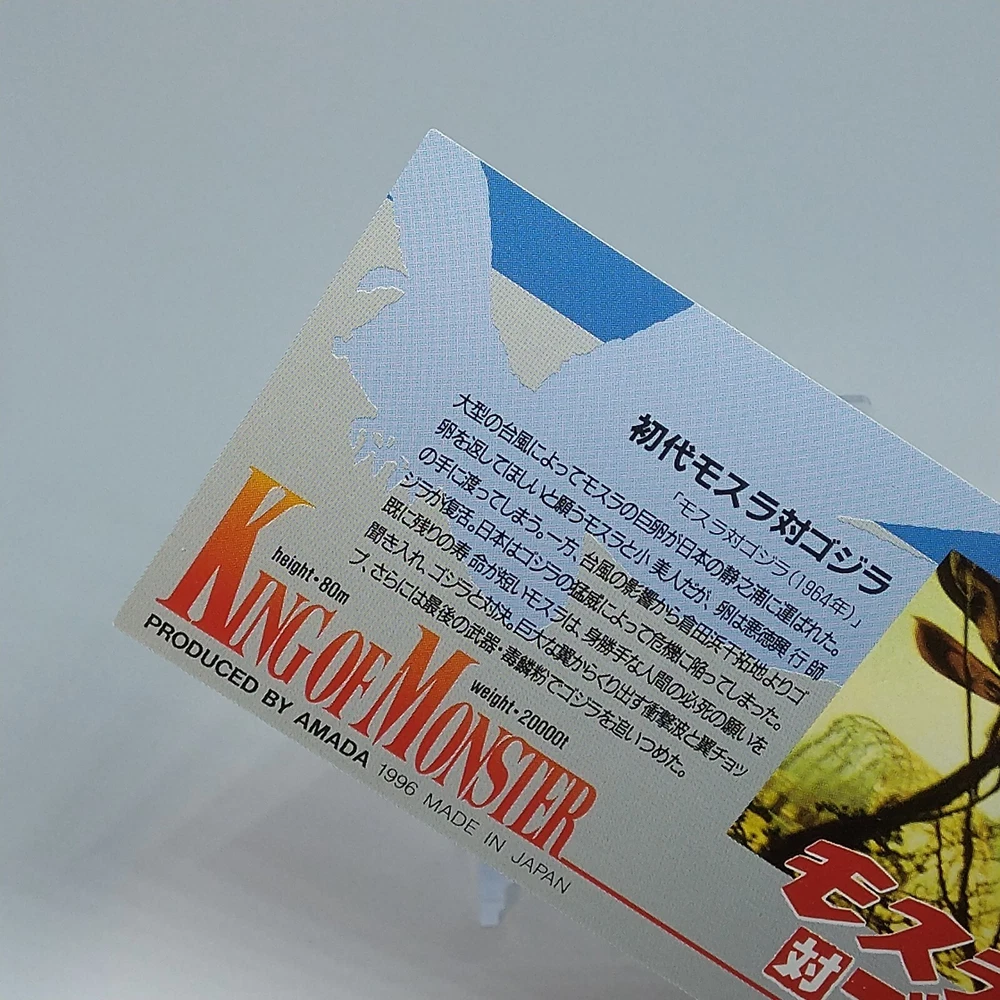 初代モスラ対ゴジラ
「モスラ対ゴジラ(1964年)」
大型の台風によってモスラの巨卵が日本の静之浦に運ばれた。
卵を返してほしいと願うモスラと小美人だが、卵は悪徳興行師
の手に渡ってしまう。一方、台風の影響から倉田浜干拓地よりゴ
ジラが復活。日本はゴジラの猛威によって危機に陥ってしまった。
既に残りの寿命が短いモスラは、身勝手な人間の必死の願いを
聞き入れ、ゴジラと対決。巨大な翼からくり出す衝撃波と翼チョッ
プ、さらには最後の武器・毒鱗粉でゴジラを追いつめた。
height・80m
weight・20000t
KING OF MONSTER
PRODUCED BY AMADA 1996 MADE IN JAPAN
モスラ
対